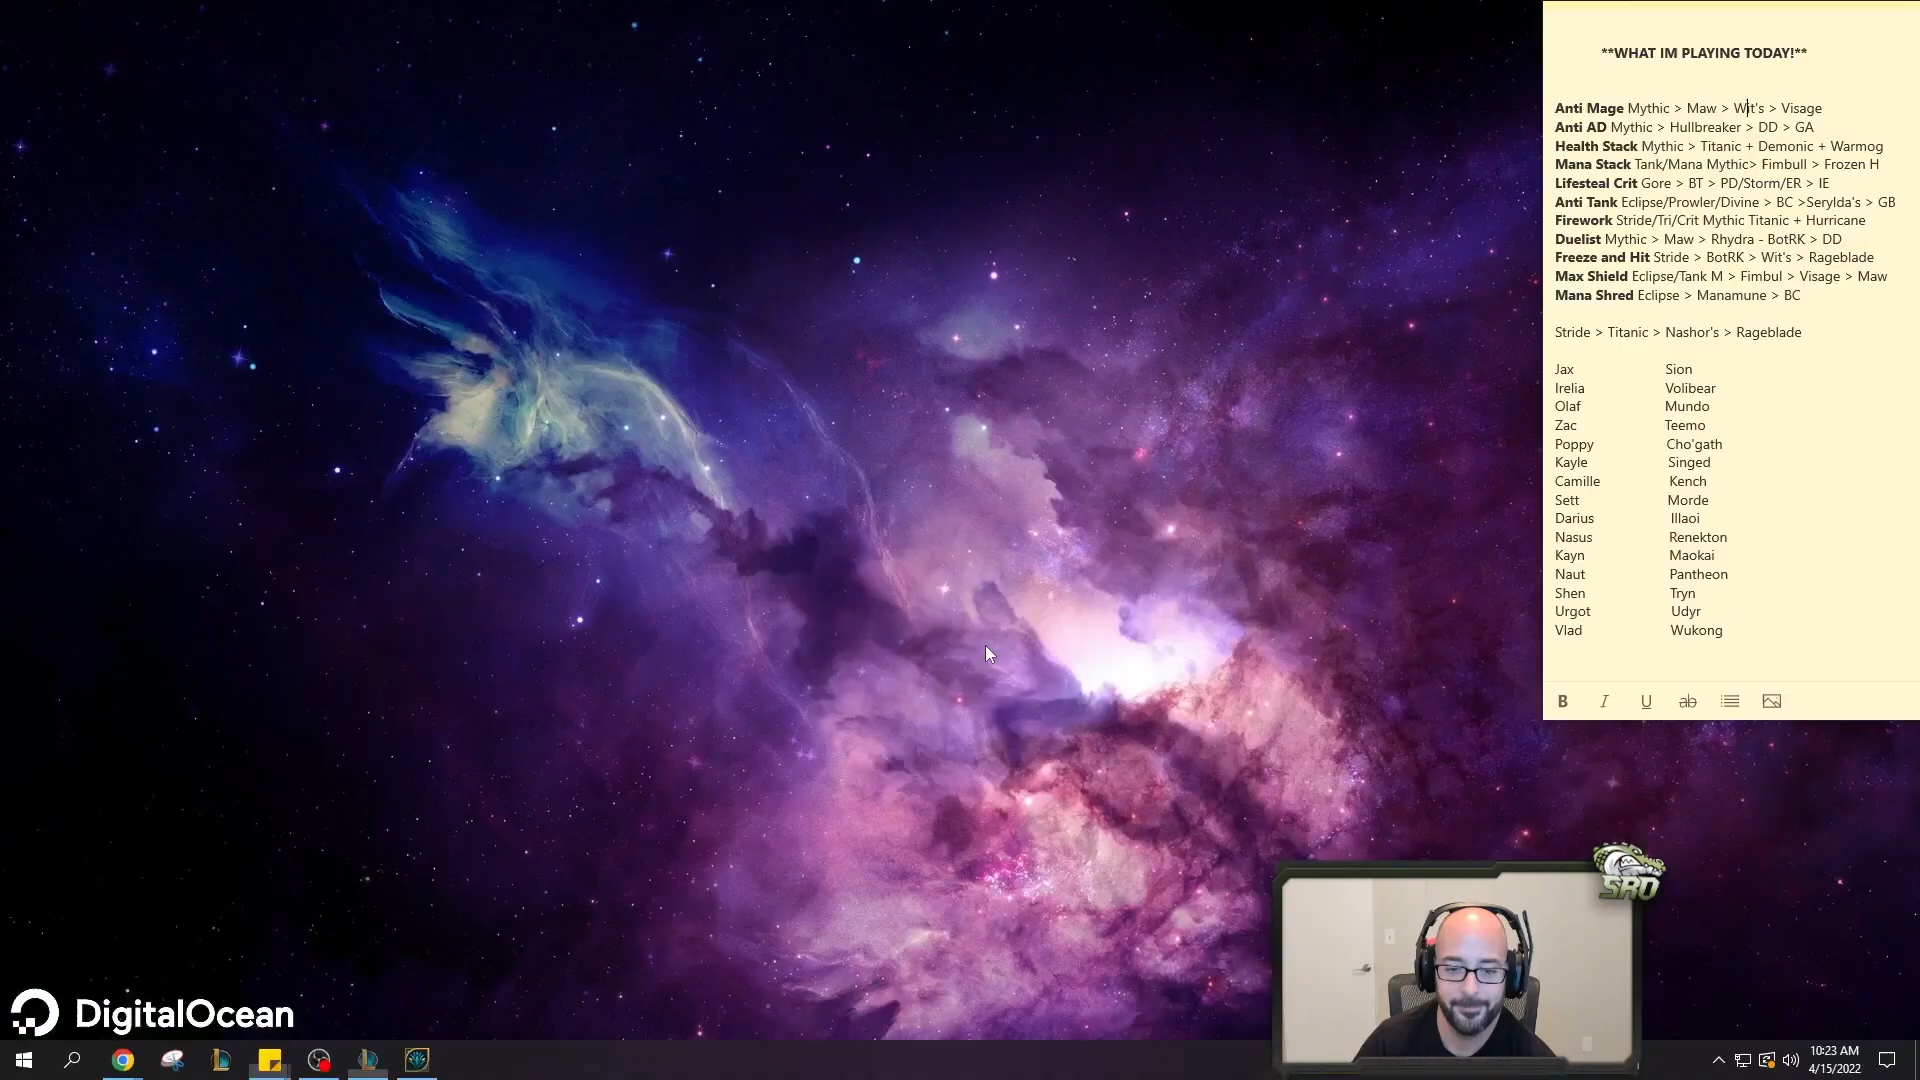 **WHAT IM PLAYING TODAY!**
Anti Mage Mythic > Maw > Wit's > Visage
Anti AD Mythic > Hullbreaker > DD > GA
Health Stack Mythic > Titanic + Demonic + Warmog
Mana Stack Tank/Mana Mythic> Fimbull > Frozen H
Lifesteal Crit Gore > BT > PD/Storm/ER > IE
Anti Tank Eclipse/Prowler/Divine > BC >Serylda's > GB
Firework Stride/Tri/Crit Mythic Titanic + Hurricane
Duelist Mythic > Maw > Rhydra - BotRK > DD
Freeze and Hit Stride > BotRK > Wit's > Rageblade
Max Shield Eclipse/Tank M > Fimbul > Visage > Maw
Mana Shred Eclipse > Manamune > BC
Stride > Titanic > Nashor's > Rageblade
Jax Sion
Irelia Volibear
Olaf Mundo
Zac Teemo
Poppy Cho'gath
Kayle Singed
Camille Kench
Sett Morde
Darius Illaoi
Nasus Renekton
Kayn Maokai
Naut Pantheon
Shen Tryn
Urgot Udyr
Vlad Wukong
B I U ab
SRO
DigitalOcean
10:23 AM
4/15/2022